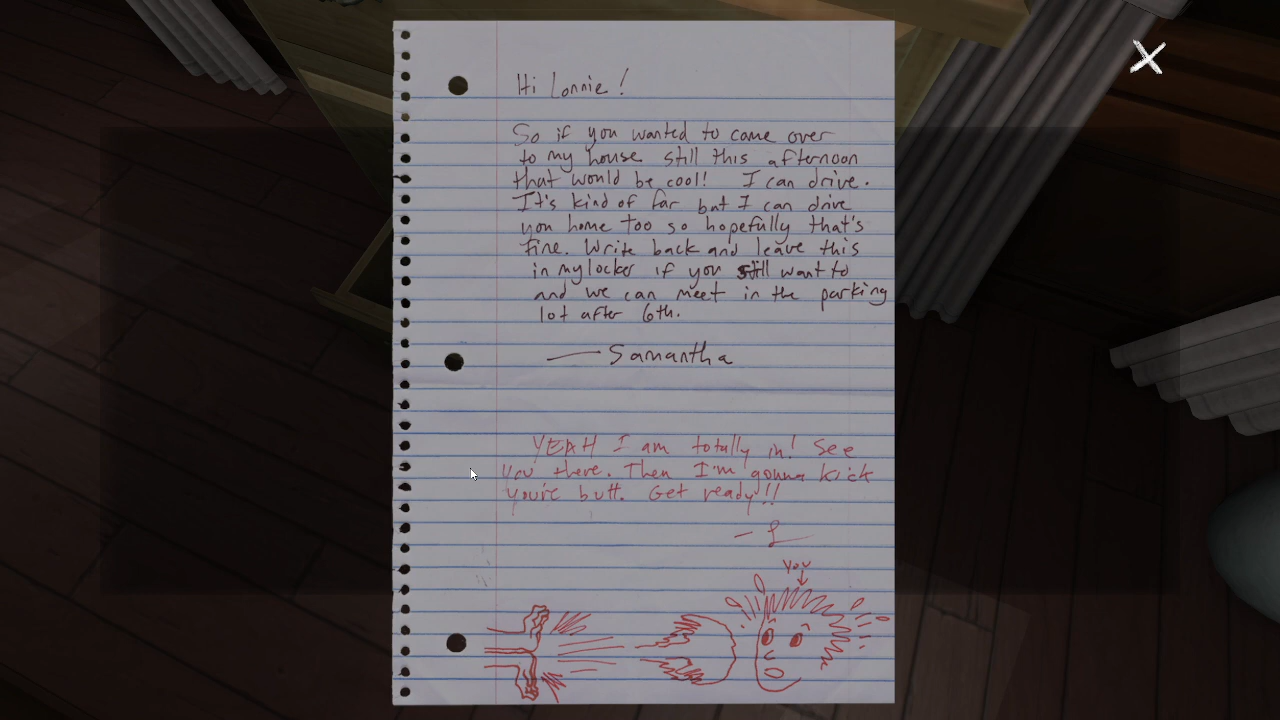 Hi Lonnie!
So if you wanted to come over
to my house still this afternoon
that would be cool! I can drive.
It's kind of far but I can drive
you home too so hopefully that's
fine. Write back and leave this
in my locker if you still want to
and we can meet in the parking
lot after 6th.
— Samantha
YEAH I am totally in! See
you there. Then I'm gonna kick
you're butt. Get ready!!
- L
You